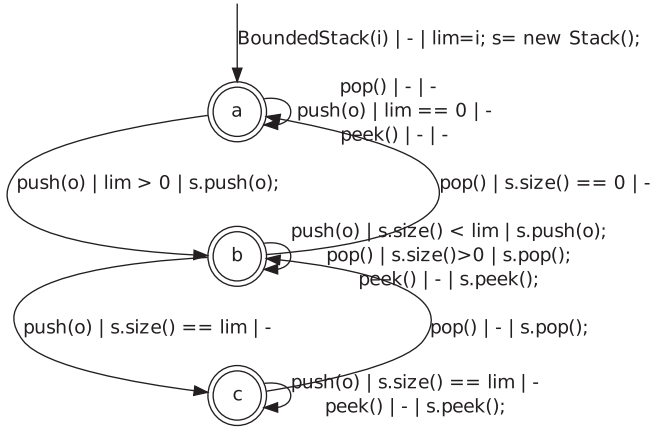 BoundedStack(i) | - | lim=i; s= new Stack();
a
pop() | - | -
push(o) | lim == 0 | -
peek() | - | -
push(o) | lim > 0 | s.push(o);
pop() | s.size() == 0 | -
b
push(o) | s.size() < lim | s.push(o);
pop() | s.size()>0 | s.pop();
peek() | - | s.peek();
push(o) | s.size() == lim | -
pop() | - | s.pop();
c
push(o) | s.size() == lim | -
peek() | - | s.peek();